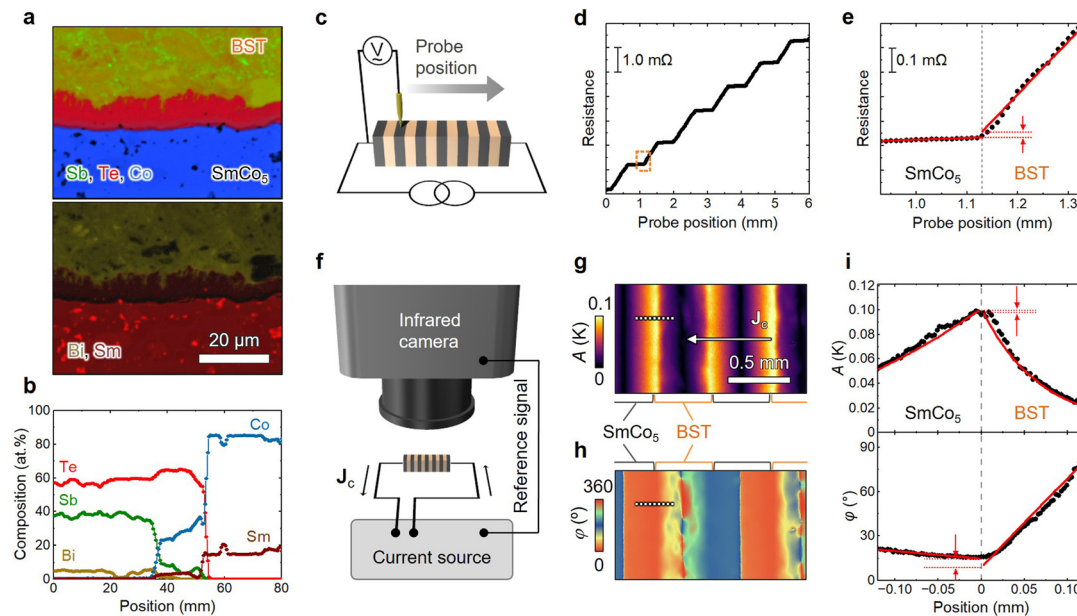 a
BST
Sb, Te, Co
SmCo5
Bi, Sm
20 μm
b
Composition (at.%)
100
80
60
40
20
0
Te
Sb
Bi
Co
Sm
0 20 40 60 80
Position (mm)
c
V
Probe
position
d
Resistance
1.0 mΩ
0 1 2 3 4 5 6
Probe position (mm)
e
Resistance
0.1 mΩ
SmCo5
BST
1.0 1.1 1.2 1.3
Probe position (mm)
f
Infrared
camera
Reference signal
Jc
Current source
g
0.1
A (K)
0
Jc
0.5 mm
SmCo5
BST
h
360
φ (°)
0
i
A (K)
0.12
0.10
0.08
0.06
0.04
0.02
0.00
SmCo5
BST
φ (°)
90
60
30
0
−0.10 −0.05 0 0.05 0.10
Position (mm)